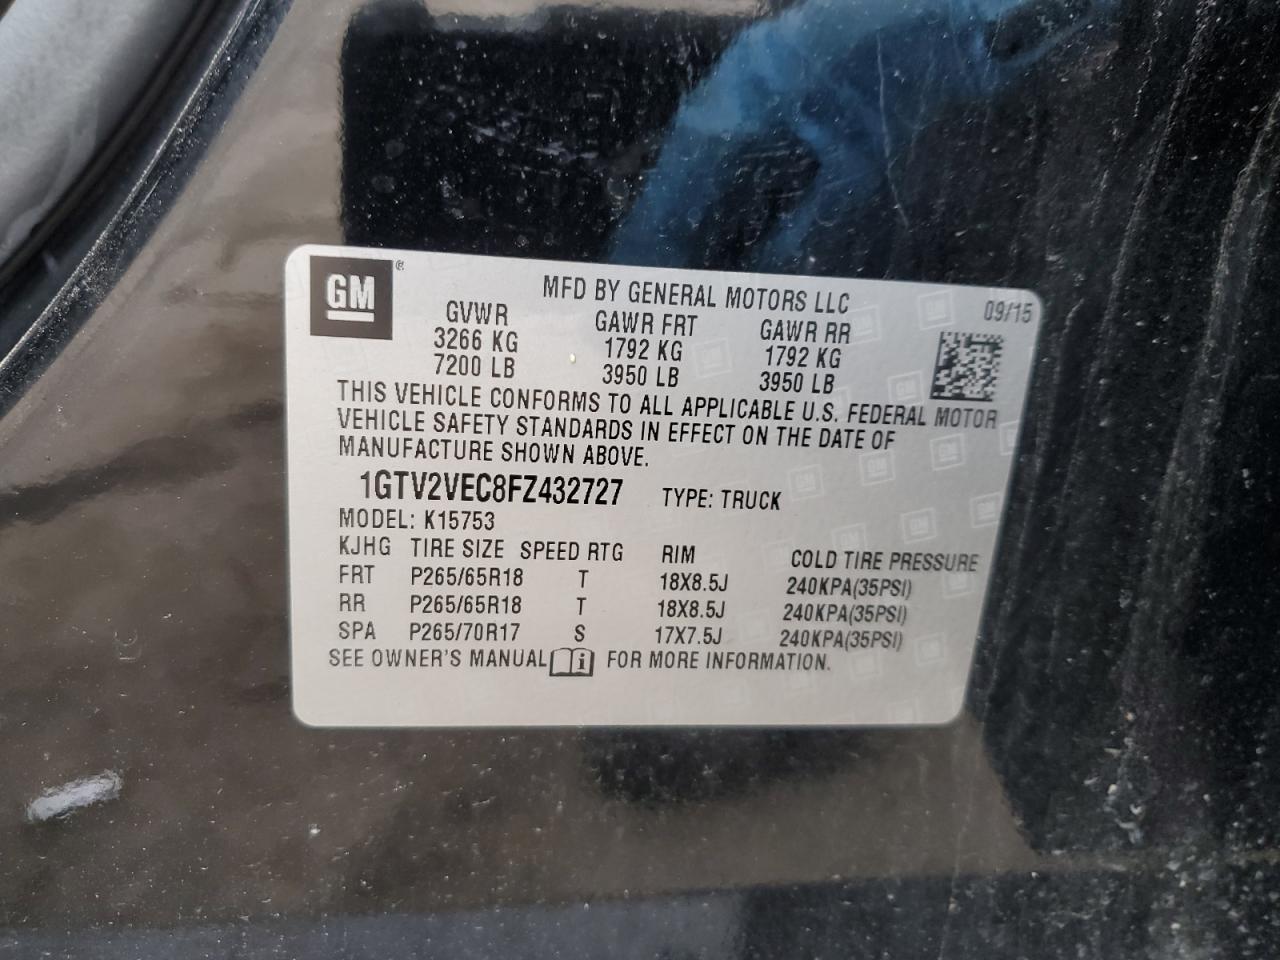 GM®
MFD BY GENERAL MOTORS LLC 09/15
GVWR GAWR FRT GAWR RR
3266 KG 1792 KG 1792 KG
7200 LB 3950 LB 3950 LB
THIS VEHICLE CONFORMS TO ALL APPLICABLE U.S. FEDERAL MOTOR
VEHICLE SAFETY STANDARDS IN EFFECT ON THE DATE OF
MANUFACTURE SHOWN ABOVE.
1GTV2VEC8FZ432727 TYPE: TRUCK
MODEL: K15753
KJHG TIRE SIZE SPEED RTG RIM COLD TIRE PRESSURE
FRT P265/65R18 T 18X8.5J 240KPA(35PSI)
RR P265/65R18 T 18X8.5J 240KPA(35PSI)
SPA P265/70R17 S 17X7.5J 240KPA(35PSI)
SEE OWNER'S MANUAL i FOR MORE INFORMATION.